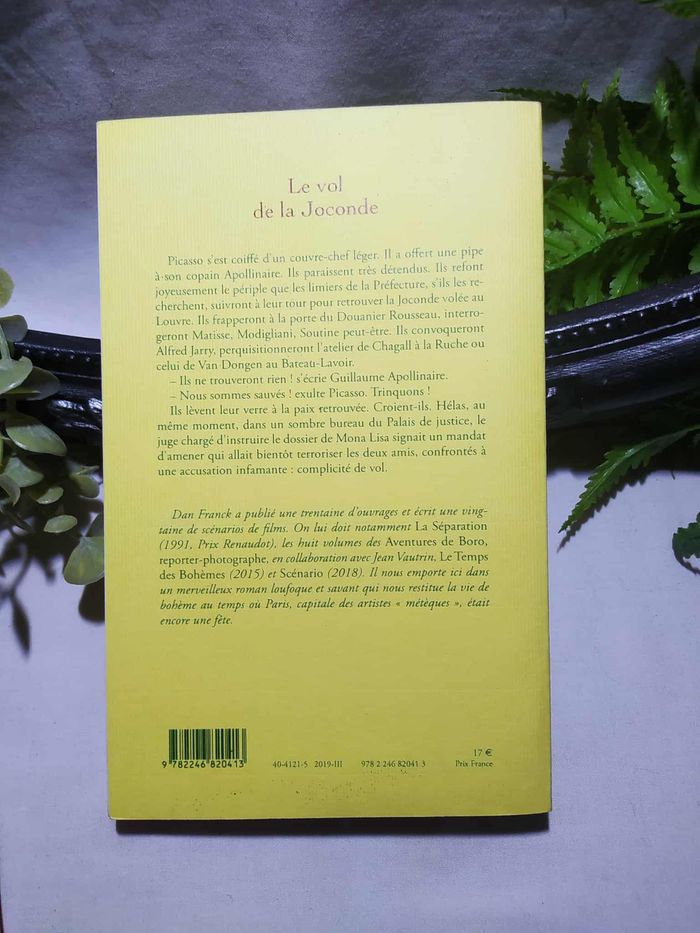 Le vol
de la Joconde
Picasso s'est coiffé d'un couvre-chef léger. Il a offert une pipe
à son copain Apollinaire. Ils paraissent très détendus. Ils refont
joyeusement le périple que les limiers de la Préfecture, s'ils les re-
cherchent, suivront à leur tour pour retrouver la Joconde volée au
Louvre. Ils frapperont à la porte du Douanier Rousseau, interro-
geront Matisse, Modigliani, Soutine peut-être. Ils convoqueront
Alfred Jarry, perquisitionneront l'atelier de Chagall à la Ruche ou
celui de Van Dongen au Bateau-Lavoir.
– Ils ne trouveront rien ! s'écrie Guillaume Apollinaire.
– Nous sommes sauvés ! exulte Picasso. Trinquons !
Ils lèvent leur verre à la paix retrouvée. Croient-ils. Hélas, au
même moment, dans un sombre bureau du Palais de justice, le
juge chargé d'instruire le dossier de Mona Lisa signait un mandat
d'amener qui allait bientôt terroriser les deux amis, confrontés à
une accusation infamante : complicité de vol.
Dan Franck a publié une trentaine d'ouvrages et écrit une ving-
taine de scénarios de films. On lui doit notamment La Séparation
(1991, Prix Renaudot), les huit volumes des Aventures de Boro,
reporter-photographe, en collaboration avec Jean Vautrin, Le Temps
des Bohèmes (2015) et Scénario (2018). Il nous emporte ici dans
un merveilleux roman loufoque et savant qui nous restitue la vie de
bohème au temps où Paris, capitale des artistes « métèques », était
encore une fête.
9 782246 820413
40-4121-5 2019-III 978 2 246 82041 3
17 €
Prix France